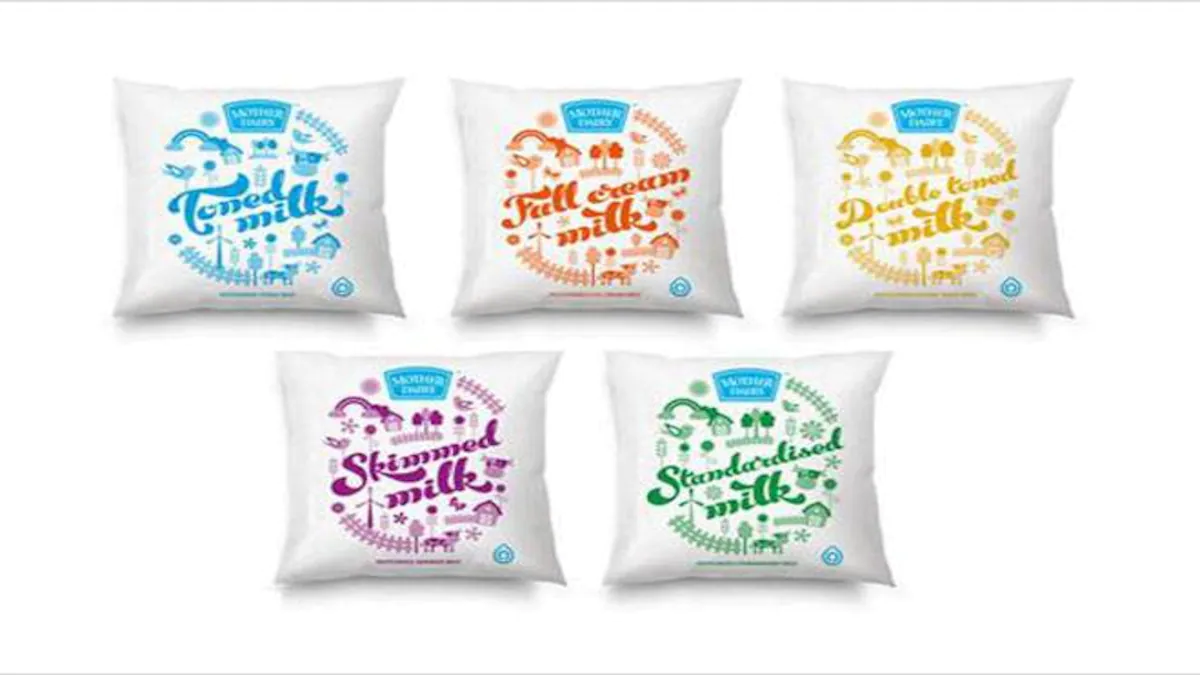 MOTHER
DAIRY
Toned
milk
MOTHER
DAIRY
Full cream
milk
MOTHER
DAIRY
Double toned
milk
MOTHER
DAIRY
Skimmed
milk
MOTHER
DAIRY
Standardised
milk